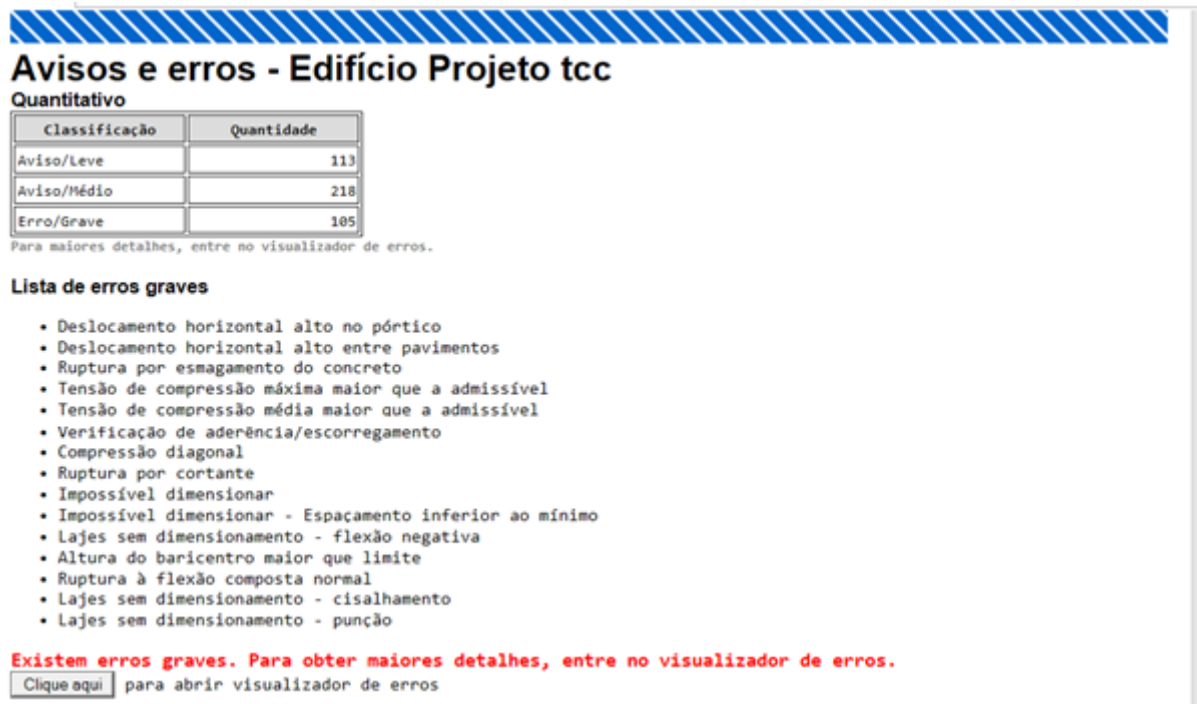 Avisos e erros - Edifício Projeto tcc
Quantitativo
Classificação Quantidade
Aviso/Leve 113
Aviso/Médio 218
Erro/Grave 105
Para maiores detalhes, entre no visualizador de erros.
Lista de erros graves
• Deslocamento horizontal alto no pórtico
• Deslocamento horizontal alto entre pavimentos
• Ruptura por esmagamento do concreto
• Tensão de compressão máxima maior que a admissível
• Tensão de compressão média maior que a admissível
• Verificação de aderência/escorregamento
• Compressão diagonal
• Ruptura por cortante
• Impossível dimensionar
• Impossível dimensionar - Espaçamento inferior ao mínimo
• Lajes sem dimensionamento - flexão negativa
• Altura do baricentro maior que limite
• Ruptura à flexão composta normal
• Lajes sem dimensionamento - cisalhamento
• Lajes sem dimensionamento - punção
Existem erros graves. Para obter maiores detalhes, entre no visualizador de erros.
Clique aqui para abrir visualizador de erros